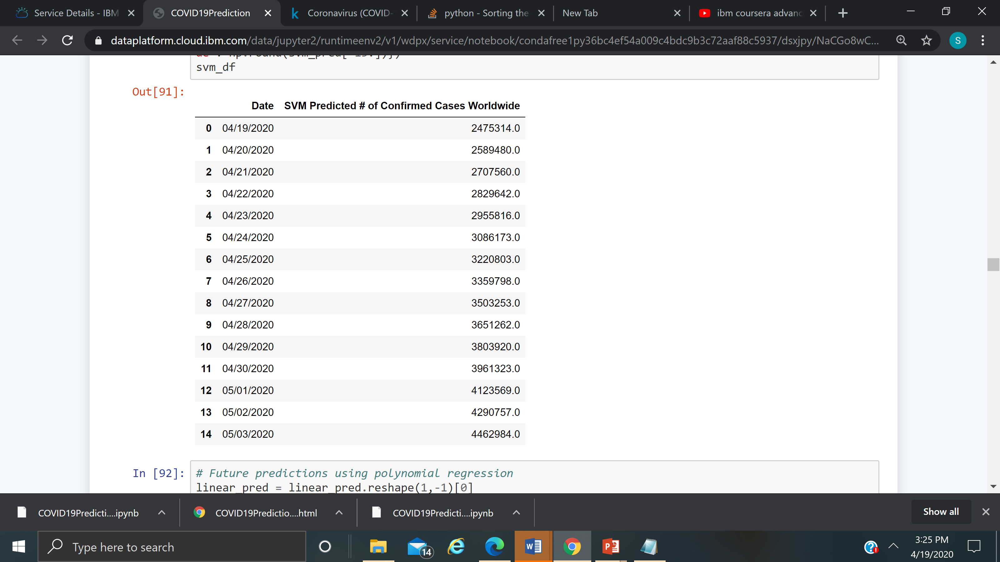 Service Details - IBM
COVID19Prediction
Coronavirus (COVID-
python - Sorting the
New Tab
ibm coursera advanc
dataplatform.cloud.ibm.com/data/jupyter2/runtimeenv2/v1/wdpx/service/notebook/condafree1py36bc4ef54a009c4bdc9b3c72aaf88c5937/dsxjpy/NaCGo8wC...
S
svm_df
Out[91]:
Date SVM Predicted # of Confirmed Cases Worldwide
0 04/19/2020 2475314.0
1 04/20/2020 2589480.0
2 04/21/2020 2707560.0
3 04/22/2020 2829642.0
4 04/23/2020 2955816.0
5 04/24/2020 3086173.0
6 04/25/2020 3220803.0
7 04/26/2020 3359798.0
8 04/27/2020 3503253.0
9 04/28/2020 3651262.0
10 04/29/2020 3803920.0
11 04/30/2020 3961323.0
12 05/01/2020 4123569.0
13 05/02/2020 4290757.0
14 05/03/2020 4462984.0
In [92]: # Future predictions using polynomial regression
linear_pred = linear_pred.reshape(1,-1)[0]
COVID19Predicti....ipynb
COVID19Predictio....html
COVID19Predicti....ipynb
Show all
Type here to search
14
3:25 PM
4/19/2020